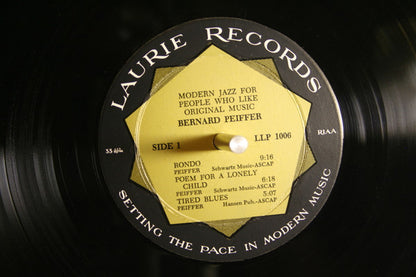 LAURIE RECORDS
MODERN JAZZ FOR
PEOPLE WHO LIKE
ORIGINAL MUSIC
BERNARD PEIFFER
SIDE 1
LLP 1006
33 ⅓
RIAA
RONDO 9:16
PEIFFER Schwartz Music-ASCAP
POEM FOR A LONELY
CHILD 6:18
PEIFFER Schwartz Music-ASCAP
TIRED BLUES 5:07
PEIFFER Hansen Pub.-ASCAP
SETTING THE PACE IN MODERN MUSIC